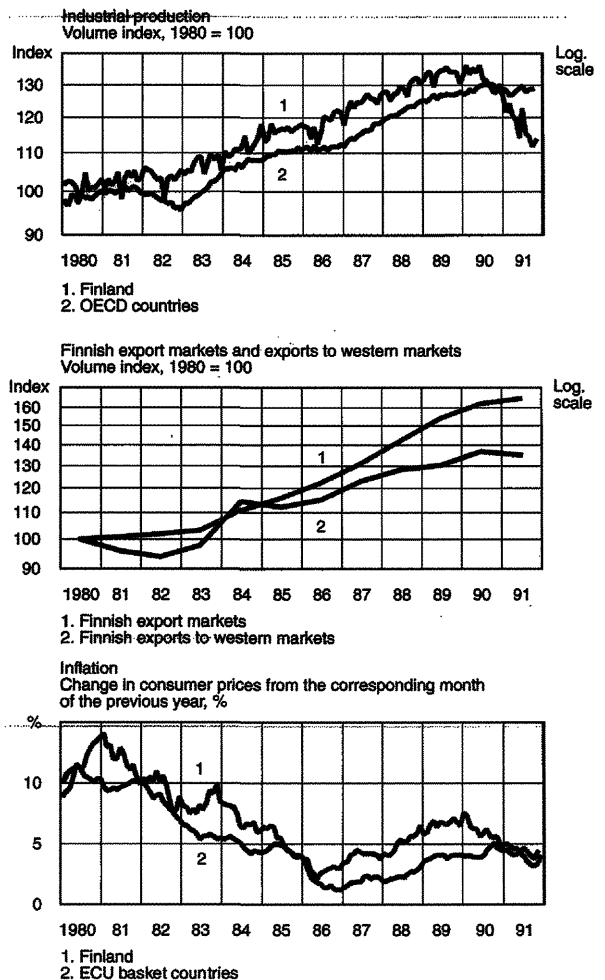 Industrial production
Volume index, 1980 = 100
Index
Log.
scale
130
120
110
100
90
1
2
1980 81 82 83 84 85 86 87 88 89 90 91
1. Finland
2. OECD countries
Finnish export markets and exports to western markets
Volume index, 1980 = 100
Index
Log.
scale
160
150
140
130
120
110
100
90
1
2
1980 81 82 83 84 85 86 87 88 89 90 91
1. Finnish export markets
2. Finnish exports to western markets
Inflation
Change in consumer prices from the corresponding month
of the previous year, %
%
10
5
0
1
2
1980 81 82 83 84 85 86 87 88 89 90 91
1. Finland
2. ECU basket countries